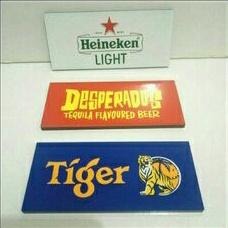 Heineken
LIGHT
DESPERADOS
TEQUILA FLAVOURED BEER
Tiger